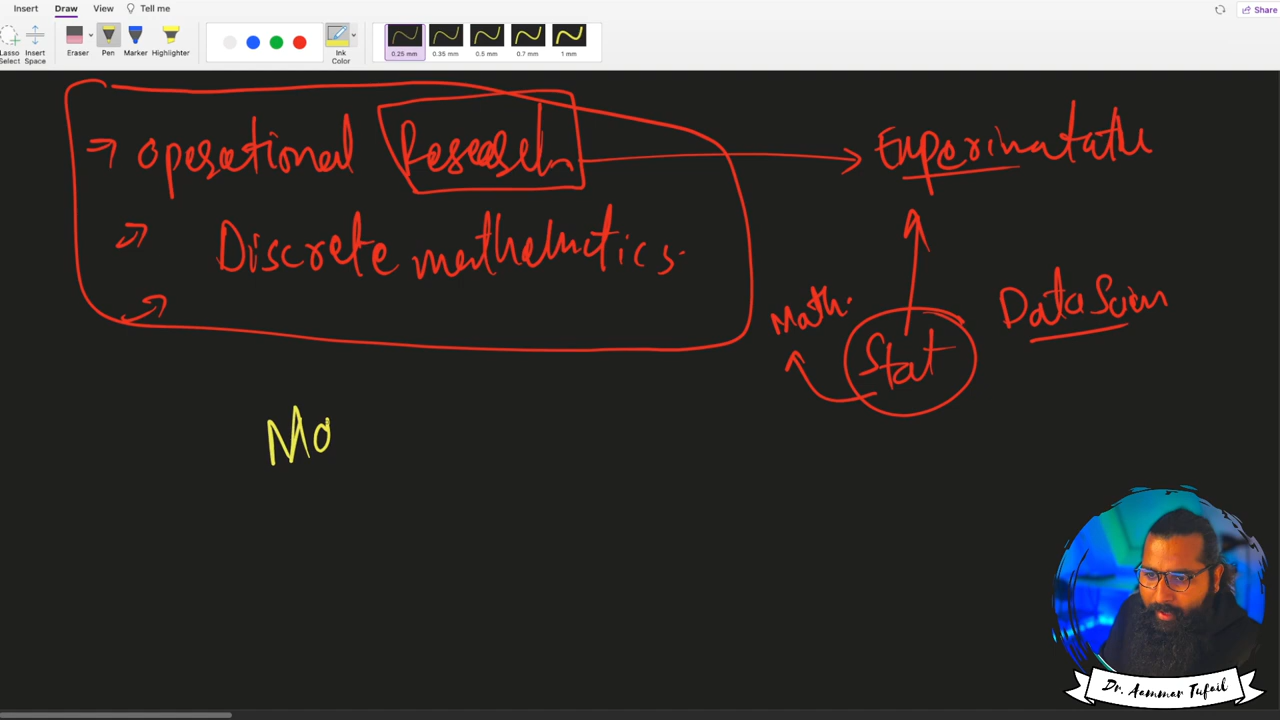 Insert Draw View Tell me
Share
Lasso Select
Insert Space
Eraser
Pen
Marker
Highlighter
Ink Color
0.25 mm
0.35 mm
0.5 mm
0.7 mm
1 mm
→ Operational Research → 
→ Discrete mathematics.
Math.
Stat
Data Scien
Mo
Dr. Aammar Tufail